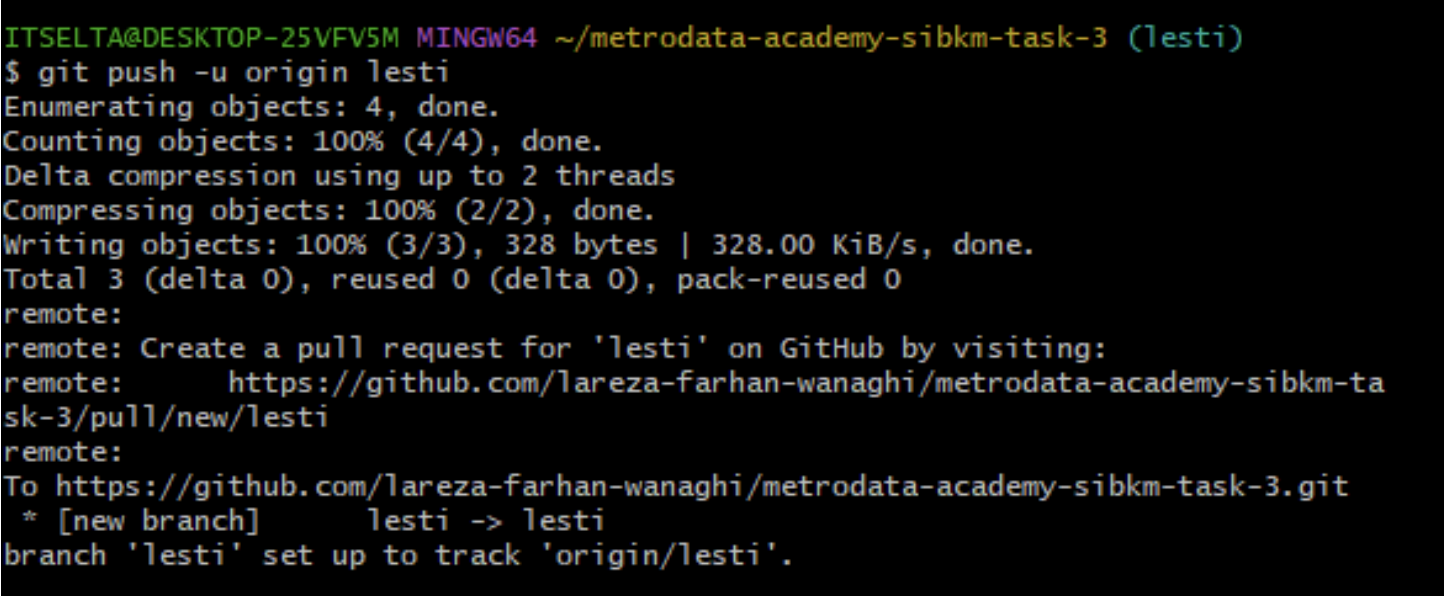 ITSELTA@DESKTOP-25VFV5M MINGW64 ~/metrodata-academy-sibkm-task-3 (lesti)
$ git push -u origin lesti
Enumerating objects: 4, done.
Counting objects: 100% (4/4), done.
Delta compression using up to 2 threads
Compressing objects: 100% (2/2), done.
Writing objects: 100% (3/3), 328 bytes | 328.00 KiB/s, done.
Total 3 (delta 0), reused 0 (delta 0), pack-reused 0
remote:
remote: Create a pull request for 'lesti' on GitHub by visiting:
remote:      https://github.com/lareza-farhan-wanaghi/metrodata-academy-sibkm-ta
sk-3/pull/new/lesti
remote:
To https://github.com/lareza-farhan-wanaghi/metrodata-academy-sibkm-task-3.git
 * [new branch]      lesti -> lesti
branch 'lesti' set up to track 'origin/lesti'.